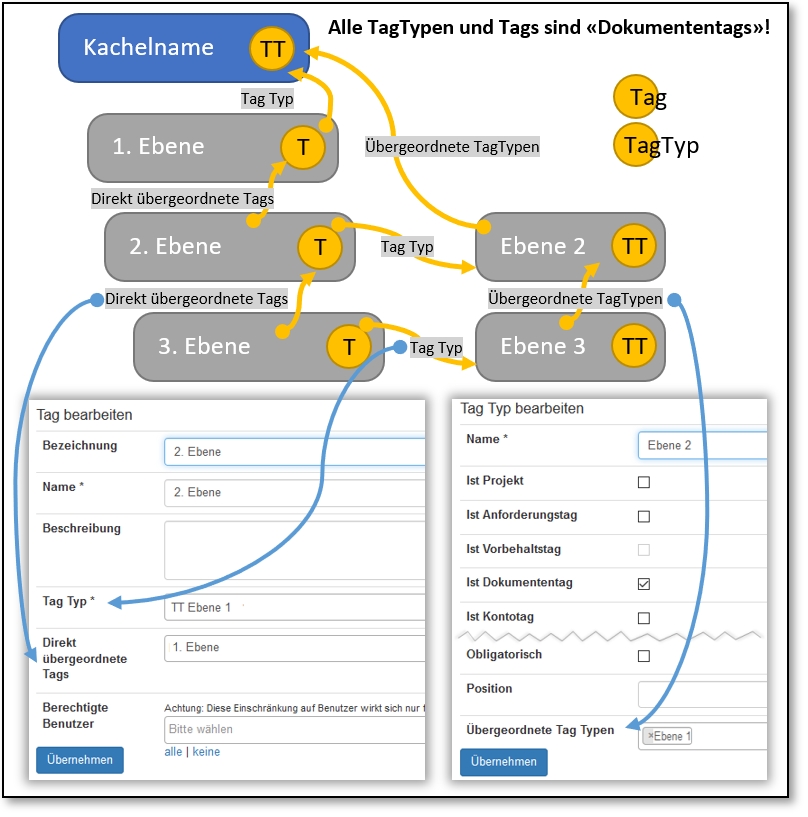 Alle TagTypen und Tags sind «Dokumententags»!
Kachelname TT
Tag Typ
Tag
TagTyp
1. Ebene T
Übergeordnete TagTypen
Direkt übergeordnete Tags
2. Ebene T
Tag Typ
Ebene 2 TT
Direkt übergeordnete Tags
Übergeordnete TagTypen
3. Ebene T
Tag Typ
Ebene 3 TT
Tag bearbeiten
Bezeichnung
2. Ebene
Name *
2. Ebene
Beschreibung
Tag Typ *
TT Ebene 1
Direkt
übergeordnete
Tags
1. Ebene
Berechtigte
Benutzer
Achtung: Diese Einschränkung auf Benutzer wirkt sich nur f
Bitte wählen
alle | keine
Übernehmen
Tag Typ bearbeiten
Name *
Ebene 2
Ist Projekt
Ist Anforderungstag
Ist Vorbehaltstag
Ist Dokumententag
Ist Kontotag
Obligatorisch
Position
Übergeordnete Tag Typen
×Ebene 1
Übernehmen